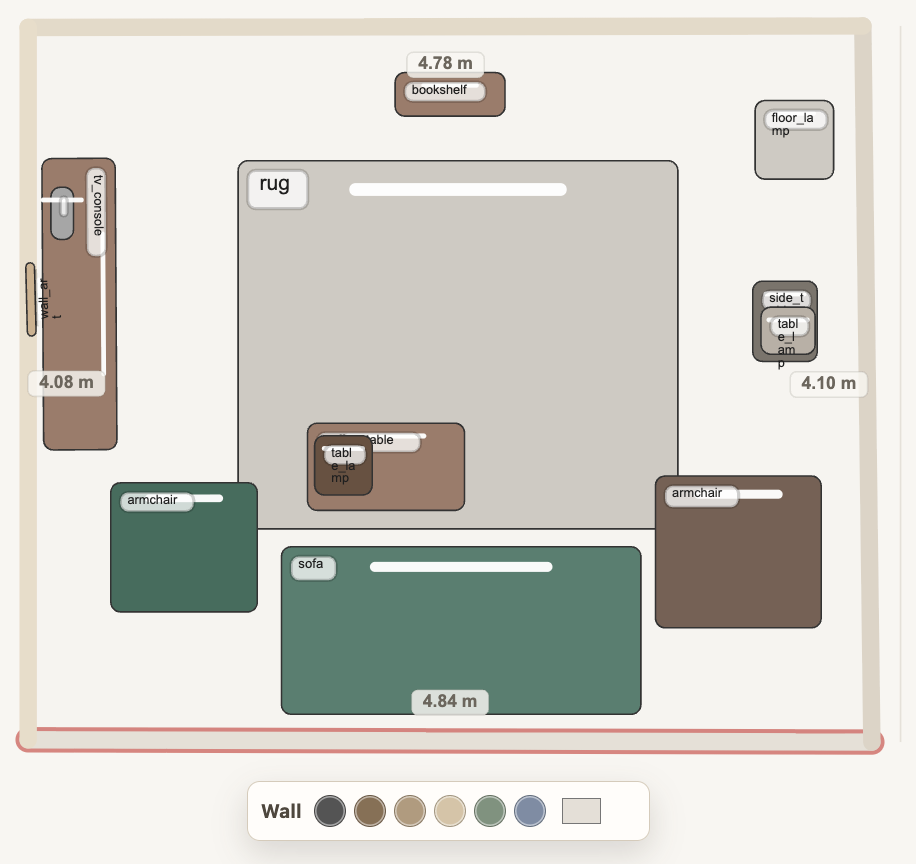 4.78 m
bookshelf
floor_la
mp
rug
tv_console
wall_ar
t
side_t
tabl
e_l
am
p
4.08 m
4.10 m
table
tabl
e_la
mp
armchair
armchair
sofa
4.84 m
Wall